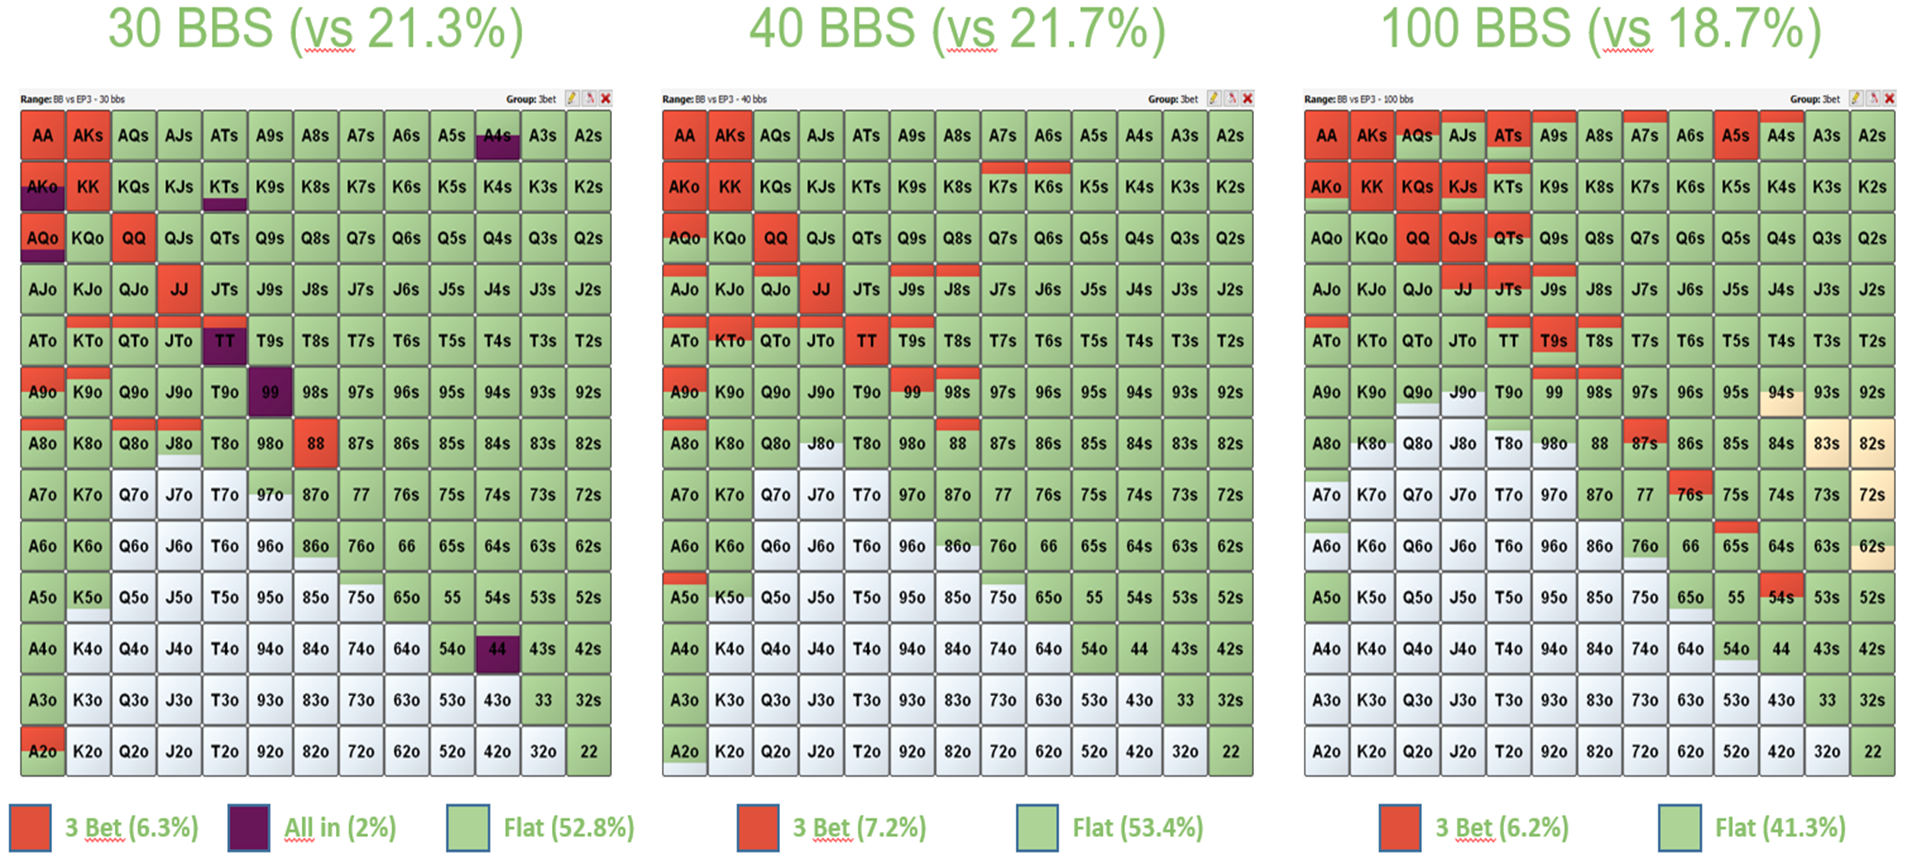 30 BBS (vs 21.3%)
40 BBS (vs 21.7%)
100 BBS (vs 18.7%)
Range: BB vs EP3 - 30 bbs Group: 3bet
AA AKs AQs AJs ATs A9s A8s A7s A6s A5s A4s A3s A2s
AKo KK KQs KJs KTs K9s K8s K7s K6s K5s K4s K3s K2s
AQo KQo QQ QJs QTs Q9s Q8s Q7s Q6s Q5s Q4s Q3s Q2s
AJo KJo QJo JJ JTs J9s J8s J7s J6s J5s J4s J3s J2s
ATo KTo QTo JTo TT T9s T8s T7s T6s T5s T4s T3s T2s
A9o K9o Q9o J9o T9o 99 98s 97s 96s 95s 94s 93s 92s
A8o K8o Q8o J8o T8o 98o 88 87s 86s 85s 84s 83s 82s
A7o K7o Q7o J7o T7o 97o 87o 77 76s 75s 74s 73s 72s
A6o K6o Q6o J6o T6o 96o 86o 76o 66 65s 64s 63s 62s
A5o K5o Q5o J5o T5o 95o 85o 75o 65o 55 54s 53s 52s
A4o K4o Q4o J4o T4o 94o 84o 74o 64o 54o 44 43s 42s
A3o K3o Q3o J3o T3o 93o 83o 73o 63o 53o 43o 33 32s
A2o K2o Q2o J2o T2o 92o 82o 72o 62o 52o 42o 32o 22
3 Bet (6.3%) All in (2%) Flat (52.8%)
Range: BB vs EP3 - 40 bbs Group: 3bet
AA AKs AQs AJs ATs A9s A8s A7s A6s A5s A4s A3s A2s
AKo KK KQs KJs KTs K9s K8s K7s K6s K5s K4s K3s K2s
AQo KQo QQ QJs QTs Q9s Q8s Q7s Q6s Q5s Q4s Q3s Q2s
AJo KJo QJo JJ JTs J9s J8s J7s J6s J5s J4s J3s J2s
ATo KTo QTo JTo TT T9s T8s T7s T6s T5s T4s T3s T2s
A9o K9o Q9o J9o T9o 99 98s 97s 96s 95s 94s 93s 92s
A8o K8o Q8o J8o T8o 98o 88 87s 86s 85s 84s 83s 82s
A7o K7o Q7o J7o T7o 97o 87o 77 76s 75s 74s 73s 72s
A6o K6o Q6o J6o T6o 96o 86o 76o 66 65s 64s 63s 62s
A5o K5o Q5o J5o T5o 95o 85o 75o 65o 55 54s 53s 52s
A4o K4o Q4o J4o T4o 94o 84o 74o 64o 54o 44 43s 42s
A3o K3o Q3o J3o T3o 93o 83o 73o 63o 53o 43o 33 32s
A2o K2o Q2o J2o T2o 92o 82o 72o 62o 52o 42o 32o 22
3 Bet (7.2%) Flat (53.4%)
Range: BB vs EP3 - 100 bbs Group: 3bet
AA AKs AQs AJs ATs A9s A8s A7s A6s A5s A4s A3s A2s
AKo KK KQs KJs KTs K9s K8s K7s K6s K5s K4s K3s K2s
AQo KQo QQ QJs QTs Q9s Q8s Q7s Q6s Q5s Q4s Q3s Q2s
AJo KJo QJo JJ JTs J9s J8s J7s J6s J5s J4s J3s J2s
ATo KTo QTo JTo TT T9s T8s T7s T6s T5s T4s T3s T2s
A9o K9o Q9o J9o T9o 99 98s 97s 96s 95s 94s 93s 92s
A8o K8o Q8o J8o T8o 98o 88 87s 86s 85s 84s 83s 82s
A7o K7o Q7o J7o T7o 97o 87o 77 76s 75s 74s 73s 72s
A6o K6o Q6o J6o T6o 96o 86o 76o 66 65s 64s 63s 62s
A5o K5o Q5o J5o T5o 95o 85o 75o 65o 55 54s 53s 52s
A4o K4o Q4o J4o T4o 94o 84o 74o 64o 54o 44 43s 42s
A3o K3o Q3o J3o T3o 93o 83o 73o 63o 53o 43o 33 32s
A2o K2o Q2o J2o T2o 92o 82o 72o 62o 52o 42o 32o 22
3 Bet (6.2%) Flat (41.3%)